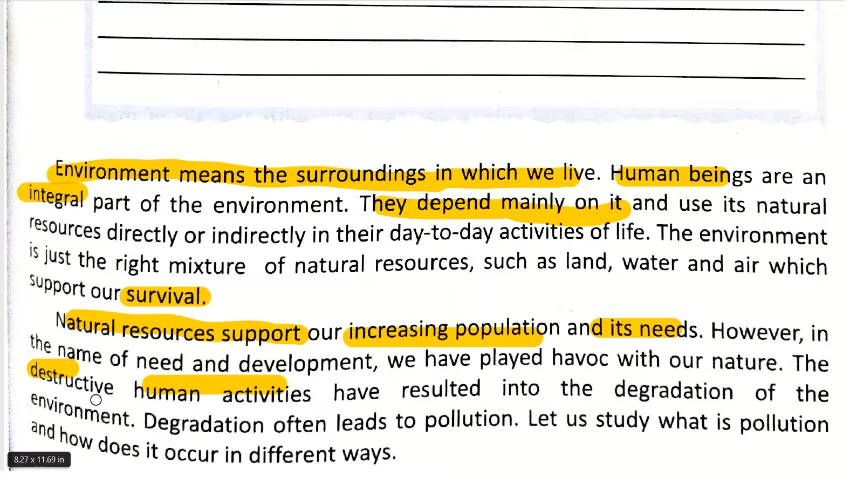 Environment means the surroundings in which we live. Human beings are an
integral part of the environment. They depend mainly on it and use its natural
resources directly or indirectly in their day-to-day activities of life. The environment
is just the right mixture of natural resources, such as land, water and air which
support our survival.
Natural resources support our increasing population and its needs. However, in
the name of need and development, we have played havoc with our nature. The
destructive human activities have resulted into the degradation of the
environment. Degradation often leads to pollution. Let us study what is pollution
and how does it occur in different ways.
8.27 x 11.69 in